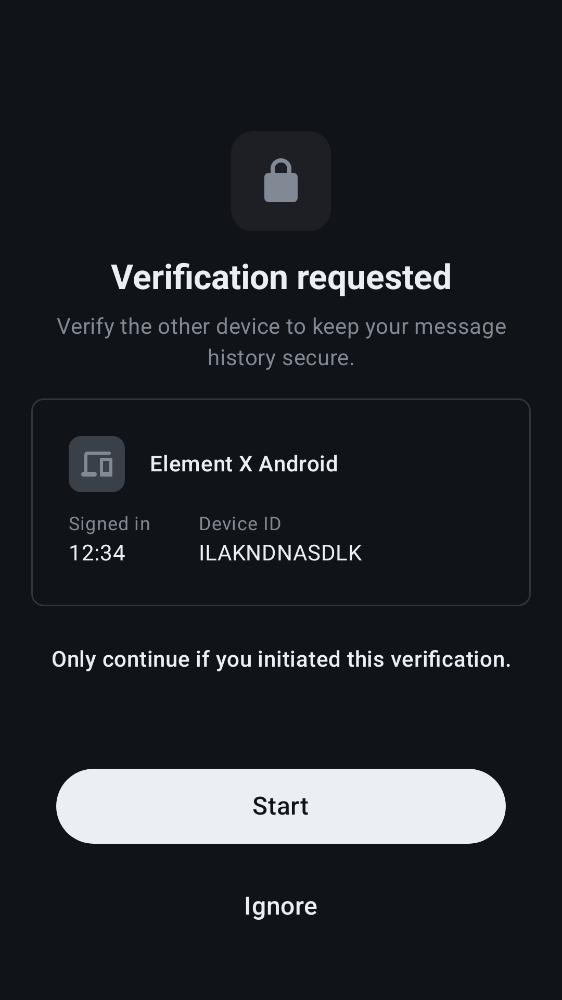 Verification requested
Verify the other device to keep your message
history secure.
Element X Android
Signed in
Device ID
12:34
ILAKNDNASDLK
Only continue if you initiated this verification.
Start
Ignore